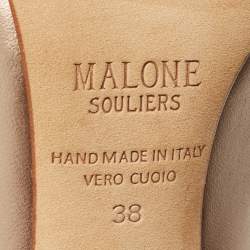 MALONE
SOULIERS
HAND MADE IN ITALY
VERO CUOIO
38